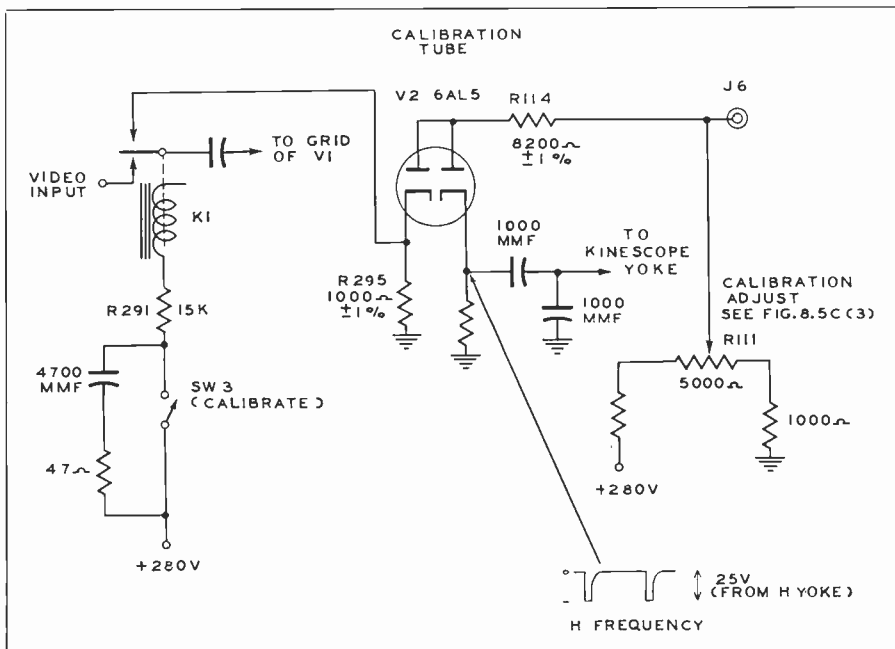 CALIBRATION
TUBE
V2 6AL5
R114
8200Ω
±1%
J6
TO GRID
OF V1
VIDEO
INPUT
K1
R291
15K
R295
1000Ω
±1%
1000
MMF
TO
KINESCOPE
YOKE
1000
MMF
CALIBRATION
ADJUST
SEE FIG. 8.5C (3)
R111
5000Ω
1000Ω
+280V
4700
MMF
SW 3
(CALIBRATE)
47Ω
+280V
25V
(FROM H YOKE)
H FREQUENCY